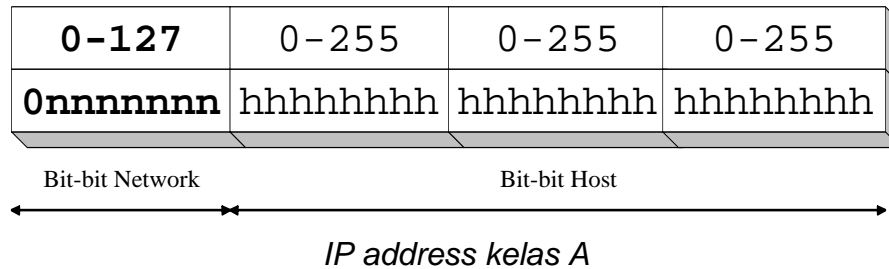 0-127 0-255 0-255 0-255
0nnnnnnn hhhhhhhh hhhhhhhh hhhhhhhh
Bit-bit Network Bit-bit Host
IP address kelas A